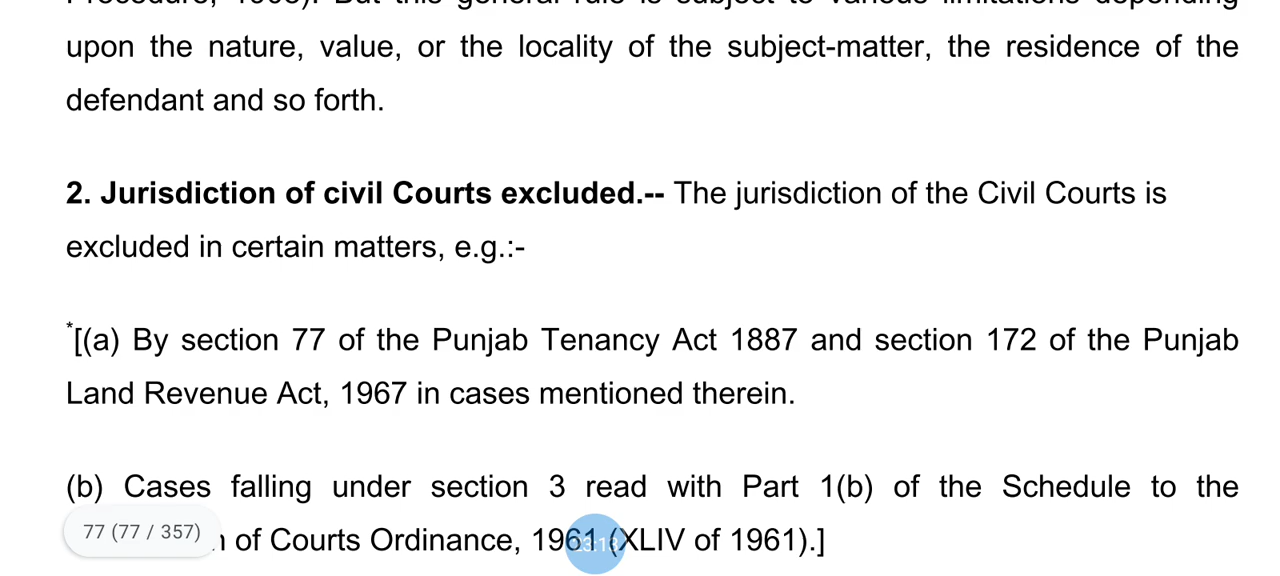 upon the nature, value, or the locality of the subject-matter, the residence of the
defendant and so forth.
2. Jurisdiction of civil Courts excluded.-- The jurisdiction of the Civil Courts is
excluded in certain matters, e.g.:-
*[(a) By section 77 of the Punjab Tenancy Act 1887 and section 172 of the Punjab
Land Revenue Act, 1967 in cases mentioned therein.
(b) Cases falling under section 3 read with Part 1(b) of the Schedule to the
77 (77 / 357) of Courts Ordinance, 1961 (XLIV of 1961).]